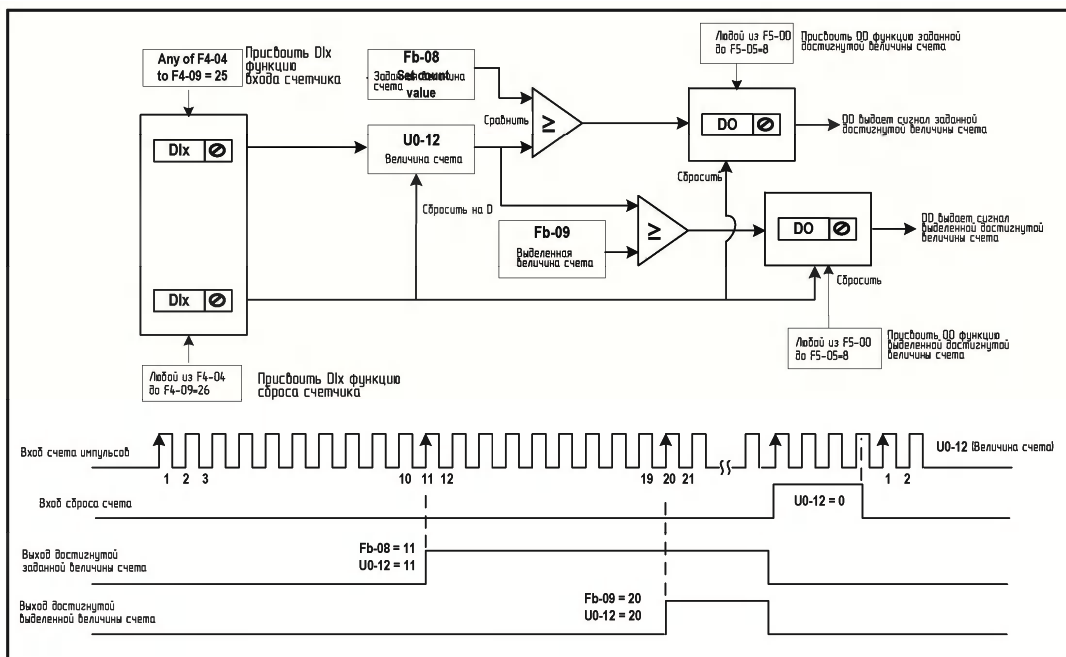 Any of F4-04
to F4-09 = 25
Присвоить DIx
функцию
входа счетчика
Fb-08
Set count
value
Заданная величина
счета
Любой из F5-00
до F5-05=8
Присвоить DO функцию заданной
достигнутой величины счета
DIx
Сравнить
≥
DO
DO выдает сигнал заданной
достигнутой величины счета
U0-12
Величина счета
Сбросить
Сбросить на D
Fb-09
Выделенная
величина счета
≥
DO
DO выдает сигнал
выделенной достигнутой
величины счета
DIx
Сбросить
Любой из F4-04
до F4-09=26
Присвоить DIx функцию
сброса счетчика
Любой из F5-00
до F5-05=8
Присвоить DO функцию
выделенной достигнутой
величины счета
Вход счета импульсов
U0-12 (Величина счета)
1 2 3 10 11 12 19 20 21 1 2
Вход сброса счета
U0-12 = 0
Выход достигнутой
заданной величины счета
Fb-08 = 11
U0-12 = 11
Выход достигнутой
выделенной величины счета
Fb-09 = 20
U0-12 = 20